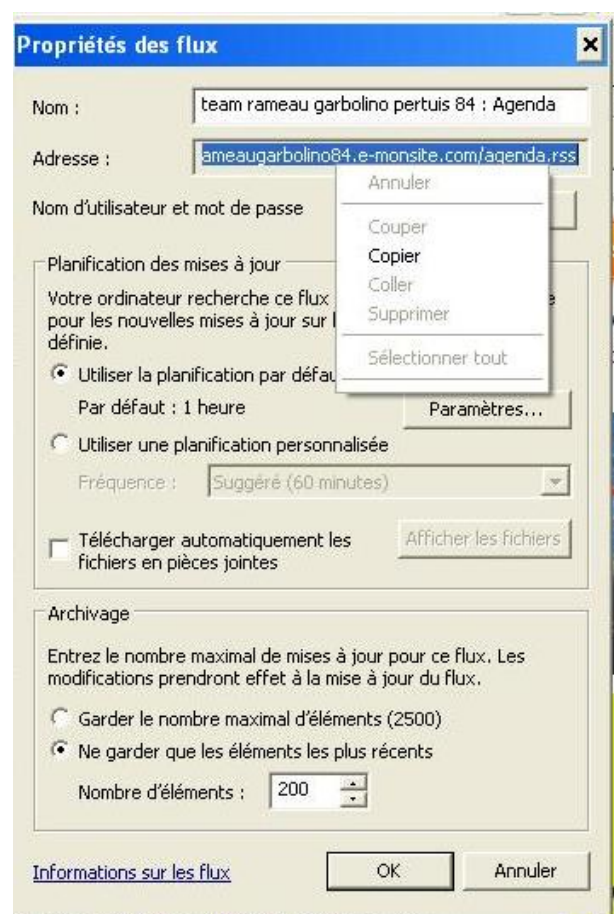 Propriétés des flux
Nom : team rameau garbolino pertuis 84 : Agenda
Adresse : ameaugarbolino84.e-monsite.com/agenda.rss
Annuler
Nom d'utilisateur et mot de passe
Couper
Copier
Coller
Supprimer
Sélectionner tout
Planification des mises à jour
Votre ordinateur recherche ce flux
pour les nouvelles mises à jour sur
définie.
Utiliser la planification par défau
Par défaut : 1 heure Paramètres...
Utiliser une planification personnalisée
Fréquence : Suggéré (60 minutes)
Télécharger automatiquement les Afficher les fichiers
fichiers en pièces jointes
Archivage
Entrez le nombre maximal de mises à jour pour ce flux. Les
modifications prendront effet à la mise à jour du flux.
Garder le nombre maximal d'éléments (2500)
Ne garder que les éléments les plus récents
Nombre d'éléments : 200
Informations sur les flux OK Annuler